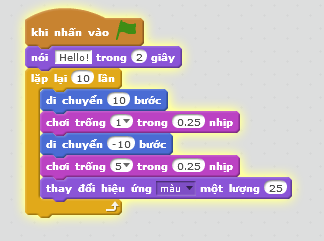 khi nhấn vào
nói Hello! trong 2 giây
lặp lại 10 lần
di chuyển 10 bước
chơi trống 1 trong 0.25 nhịp
di chuyển -10 bước
chơi trống 5 trong 0.25 nhịp
thay đổi hiệu ứng màu một lượng 25